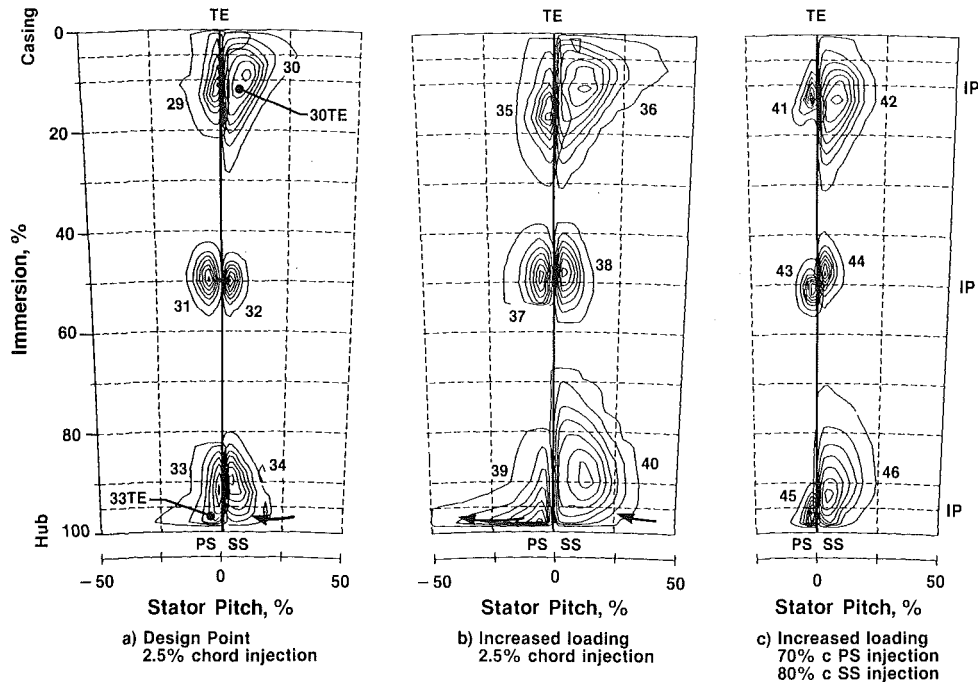 TE
TE
TE
Casing
Immersion, %
Hub
0
20
40
60
80
100
29
30
30TE
31
32
33
34
33TE
PS SS
35
36
37
38
39
40
PS SS
41
42
43
44
45
46
PS SS
IP
IP
IP
−50
0
50
−50
0
50
−50
0
50
Stator Pitch, %
Stator Pitch, %
Stator Pitch, %
a) Design Point
2.5% chord injection
b) Increased loading
2.5% chord injection
c) Increased loading
70% c PS injection
80% c SS injection